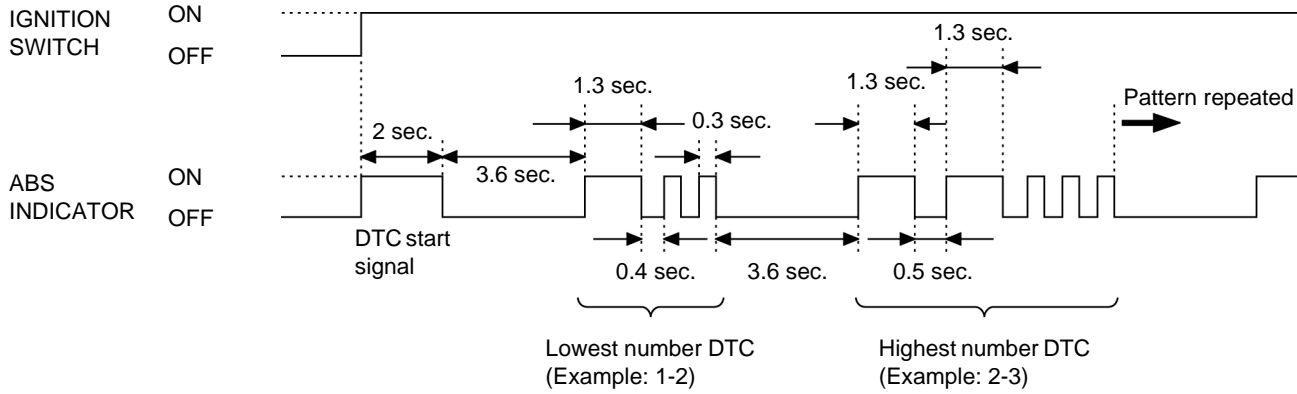 IGNITION
SWITCH
ON
OFF
1.3 sec.
1.3 sec.
1.3 sec.
Pattern repeated
0.3 sec.
2 sec.
3.6 sec.
ABS
INDICATOR
ON
OFF
DTC start
signal
0.4 sec.
3.6 sec.
0.5 sec.
Lowest number DTC
(Example: 1-2)
Highest number DTC
(Example: 2-3)